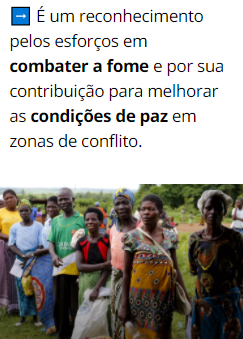 ➡ É um reconhecimento
pelos esforços em
combater a fome e por sua
contribuição para melhorar
as condições de paz em
zonas de conflito.